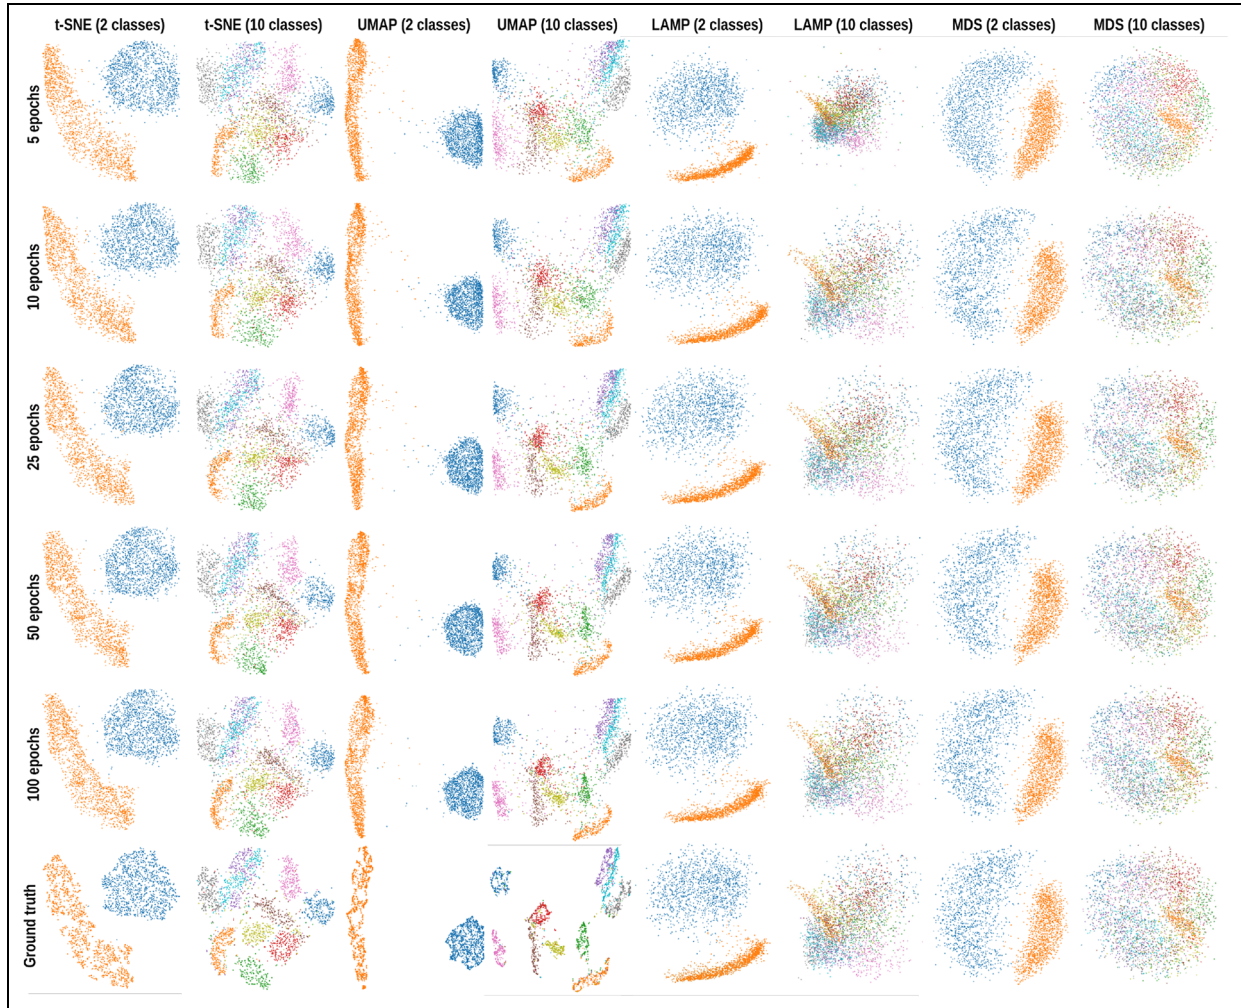 t-SNE (2 classes) t-SNE (10 classes) UMAP (2 classes) UMAP (10 classes) LAMP (2 classes) LAMP (10 classes) MDS (2 classes) MDS (10 classes)
5 epochs
10 epochs
25 epochs
50 epochs
100 epochs
Ground truth